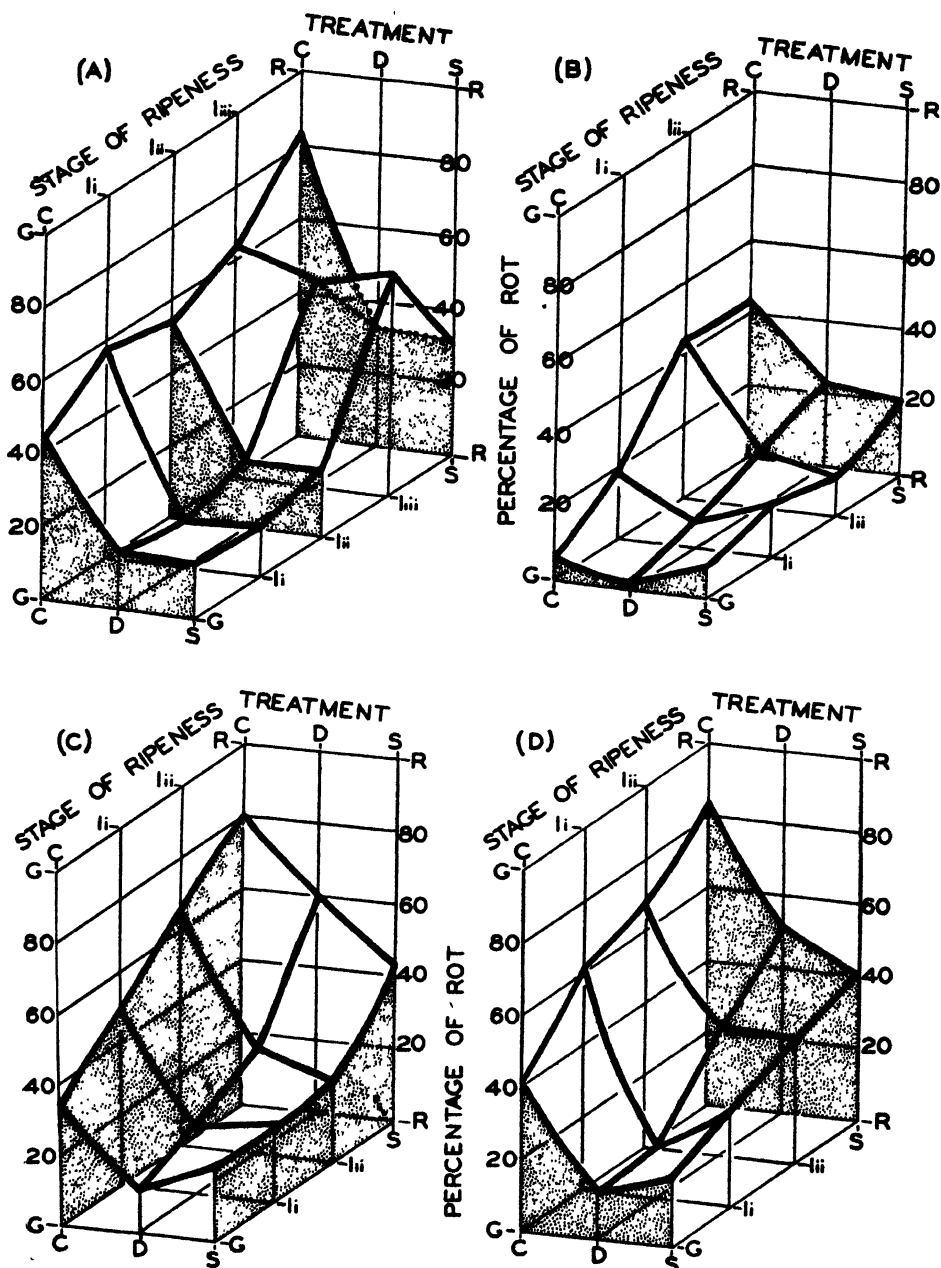 (A)
TREATMENT
C D S
R R
STAGE OF RIPENESS
Iiii
Iii
Ii
C
G
80
60
40
20
80
60
40
20
G
C D S
G
Ii
Iii
Iiii
R
S
(B)
TREATMENT
C D S
R R
STAGE OF RIPENESS
Iii
Ii
C
G
PERCENTAGE OF ROT
80
60
40
20
80
60
40
20
G
C D S
G
Ii
Iii
R
S
(C)
TREATMENT
C D S
R R
STAGE OF RIPENESS
Iii
Ii
C
G
80
60
40
20
80
60
40
20
G
C D S
G
Ii
Iii
R
S
(D)
TREATMENT
C D S
R R
STAGE OF RIPENESS
Iii
Ii
C
G
PERCENTAGE OF ROT
80
60
40
20
80
60
40
20
G
C D S
G
Ii
Iii
R
S